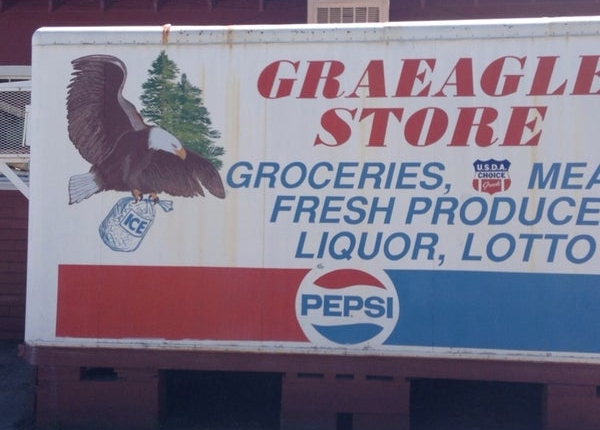 GRAEAGLE
STORE
GROCERIES, U.S.D.A. CHOICE MEA
FRESH PRODUCE
LIQUOR, LOTTO
ICE
PEPSI